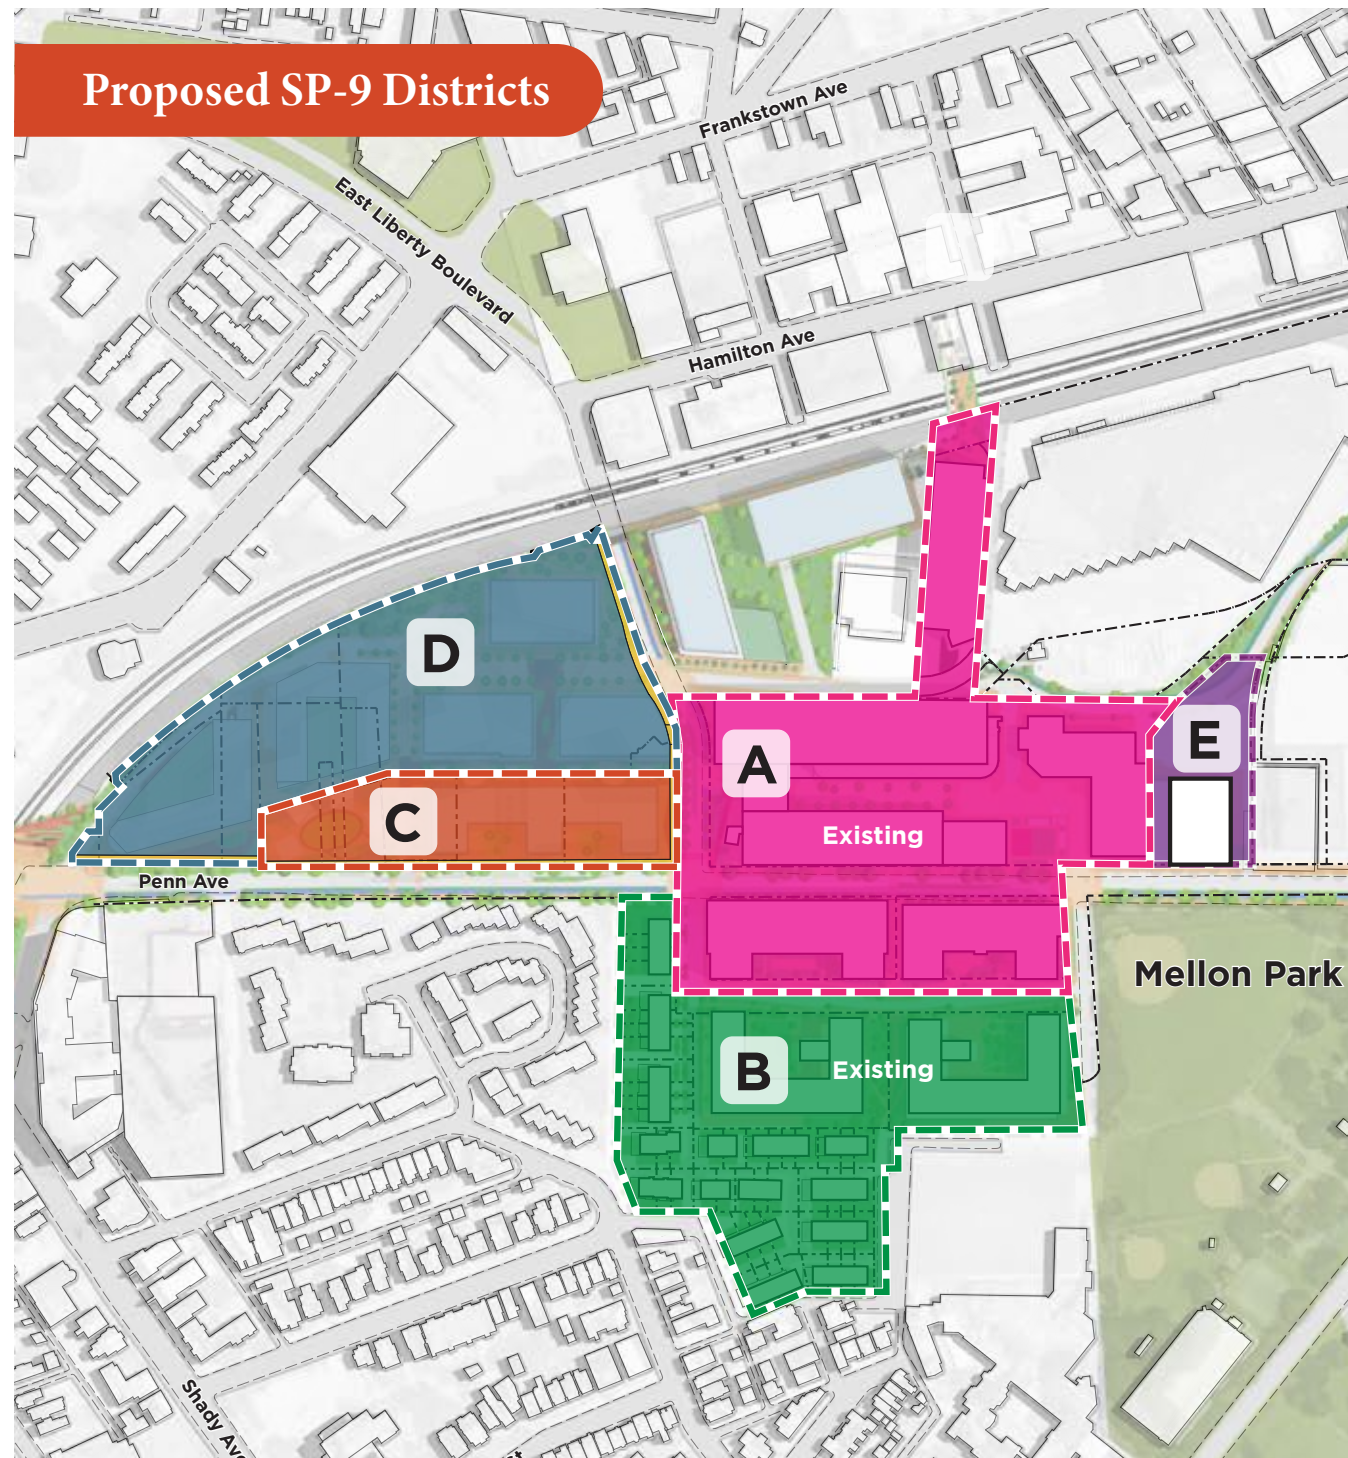 Proposed SP-9 Districts
Frankstown Ave
East Liberty Boulevard
Hamilton Ave
D
A
E
C
Existing
Penn Ave
Mellon Park
B
Existing
Shady Ave